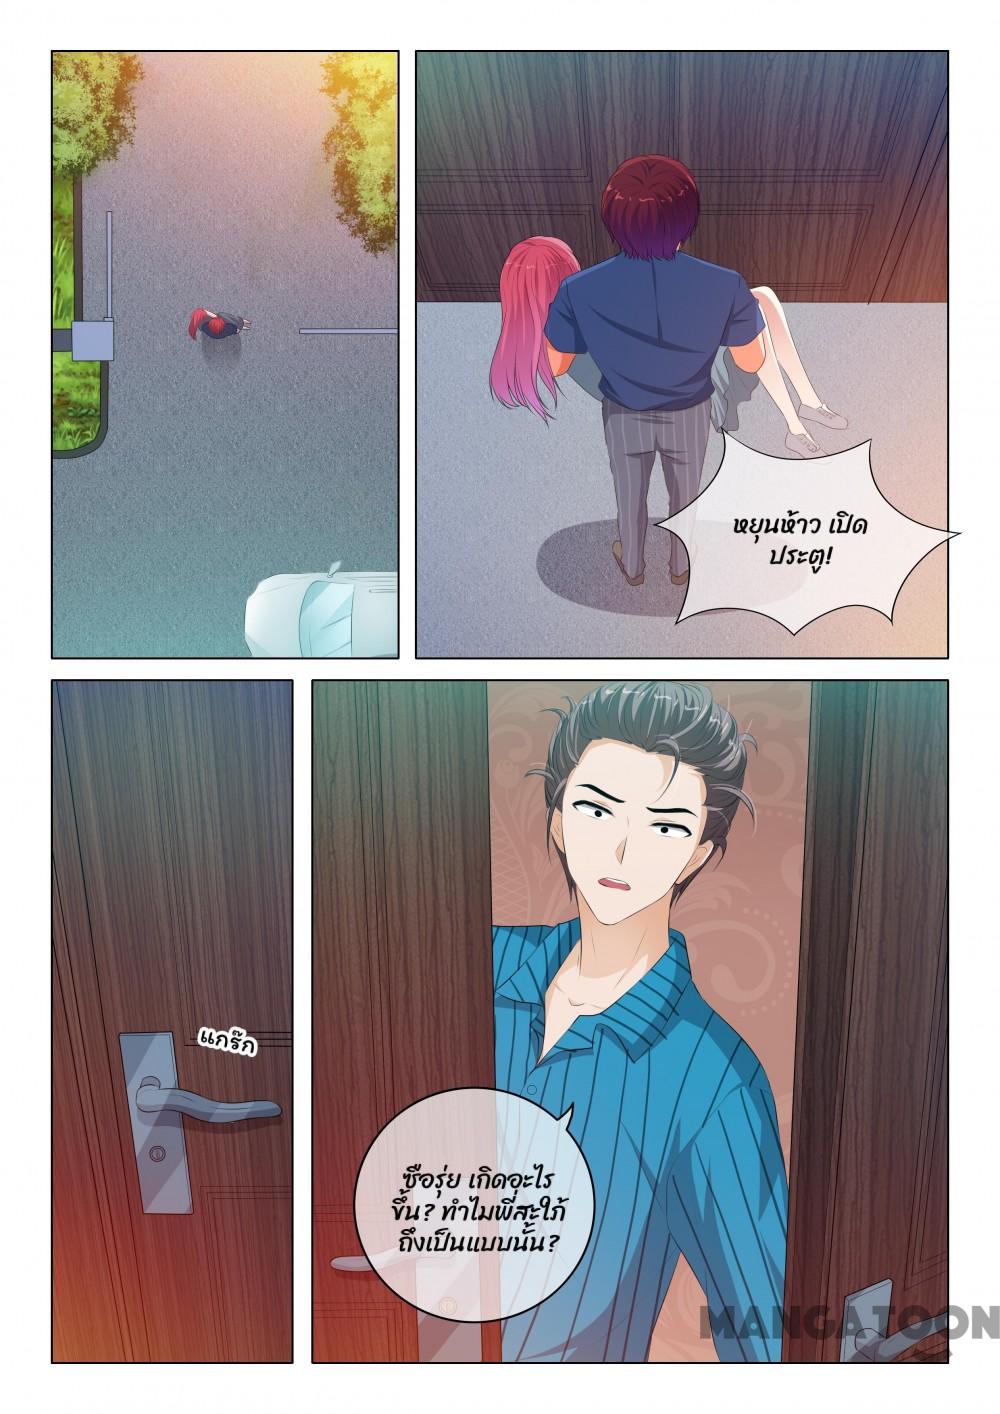 หยุนห้าว เปิด
ประตู!
แกร๊ก
ซือรุ่ย เกิดอะไร
ขึ้น? ทำไมพี่สะใภ้
ถึงเป็นแบบนั้น?
MANGATOON